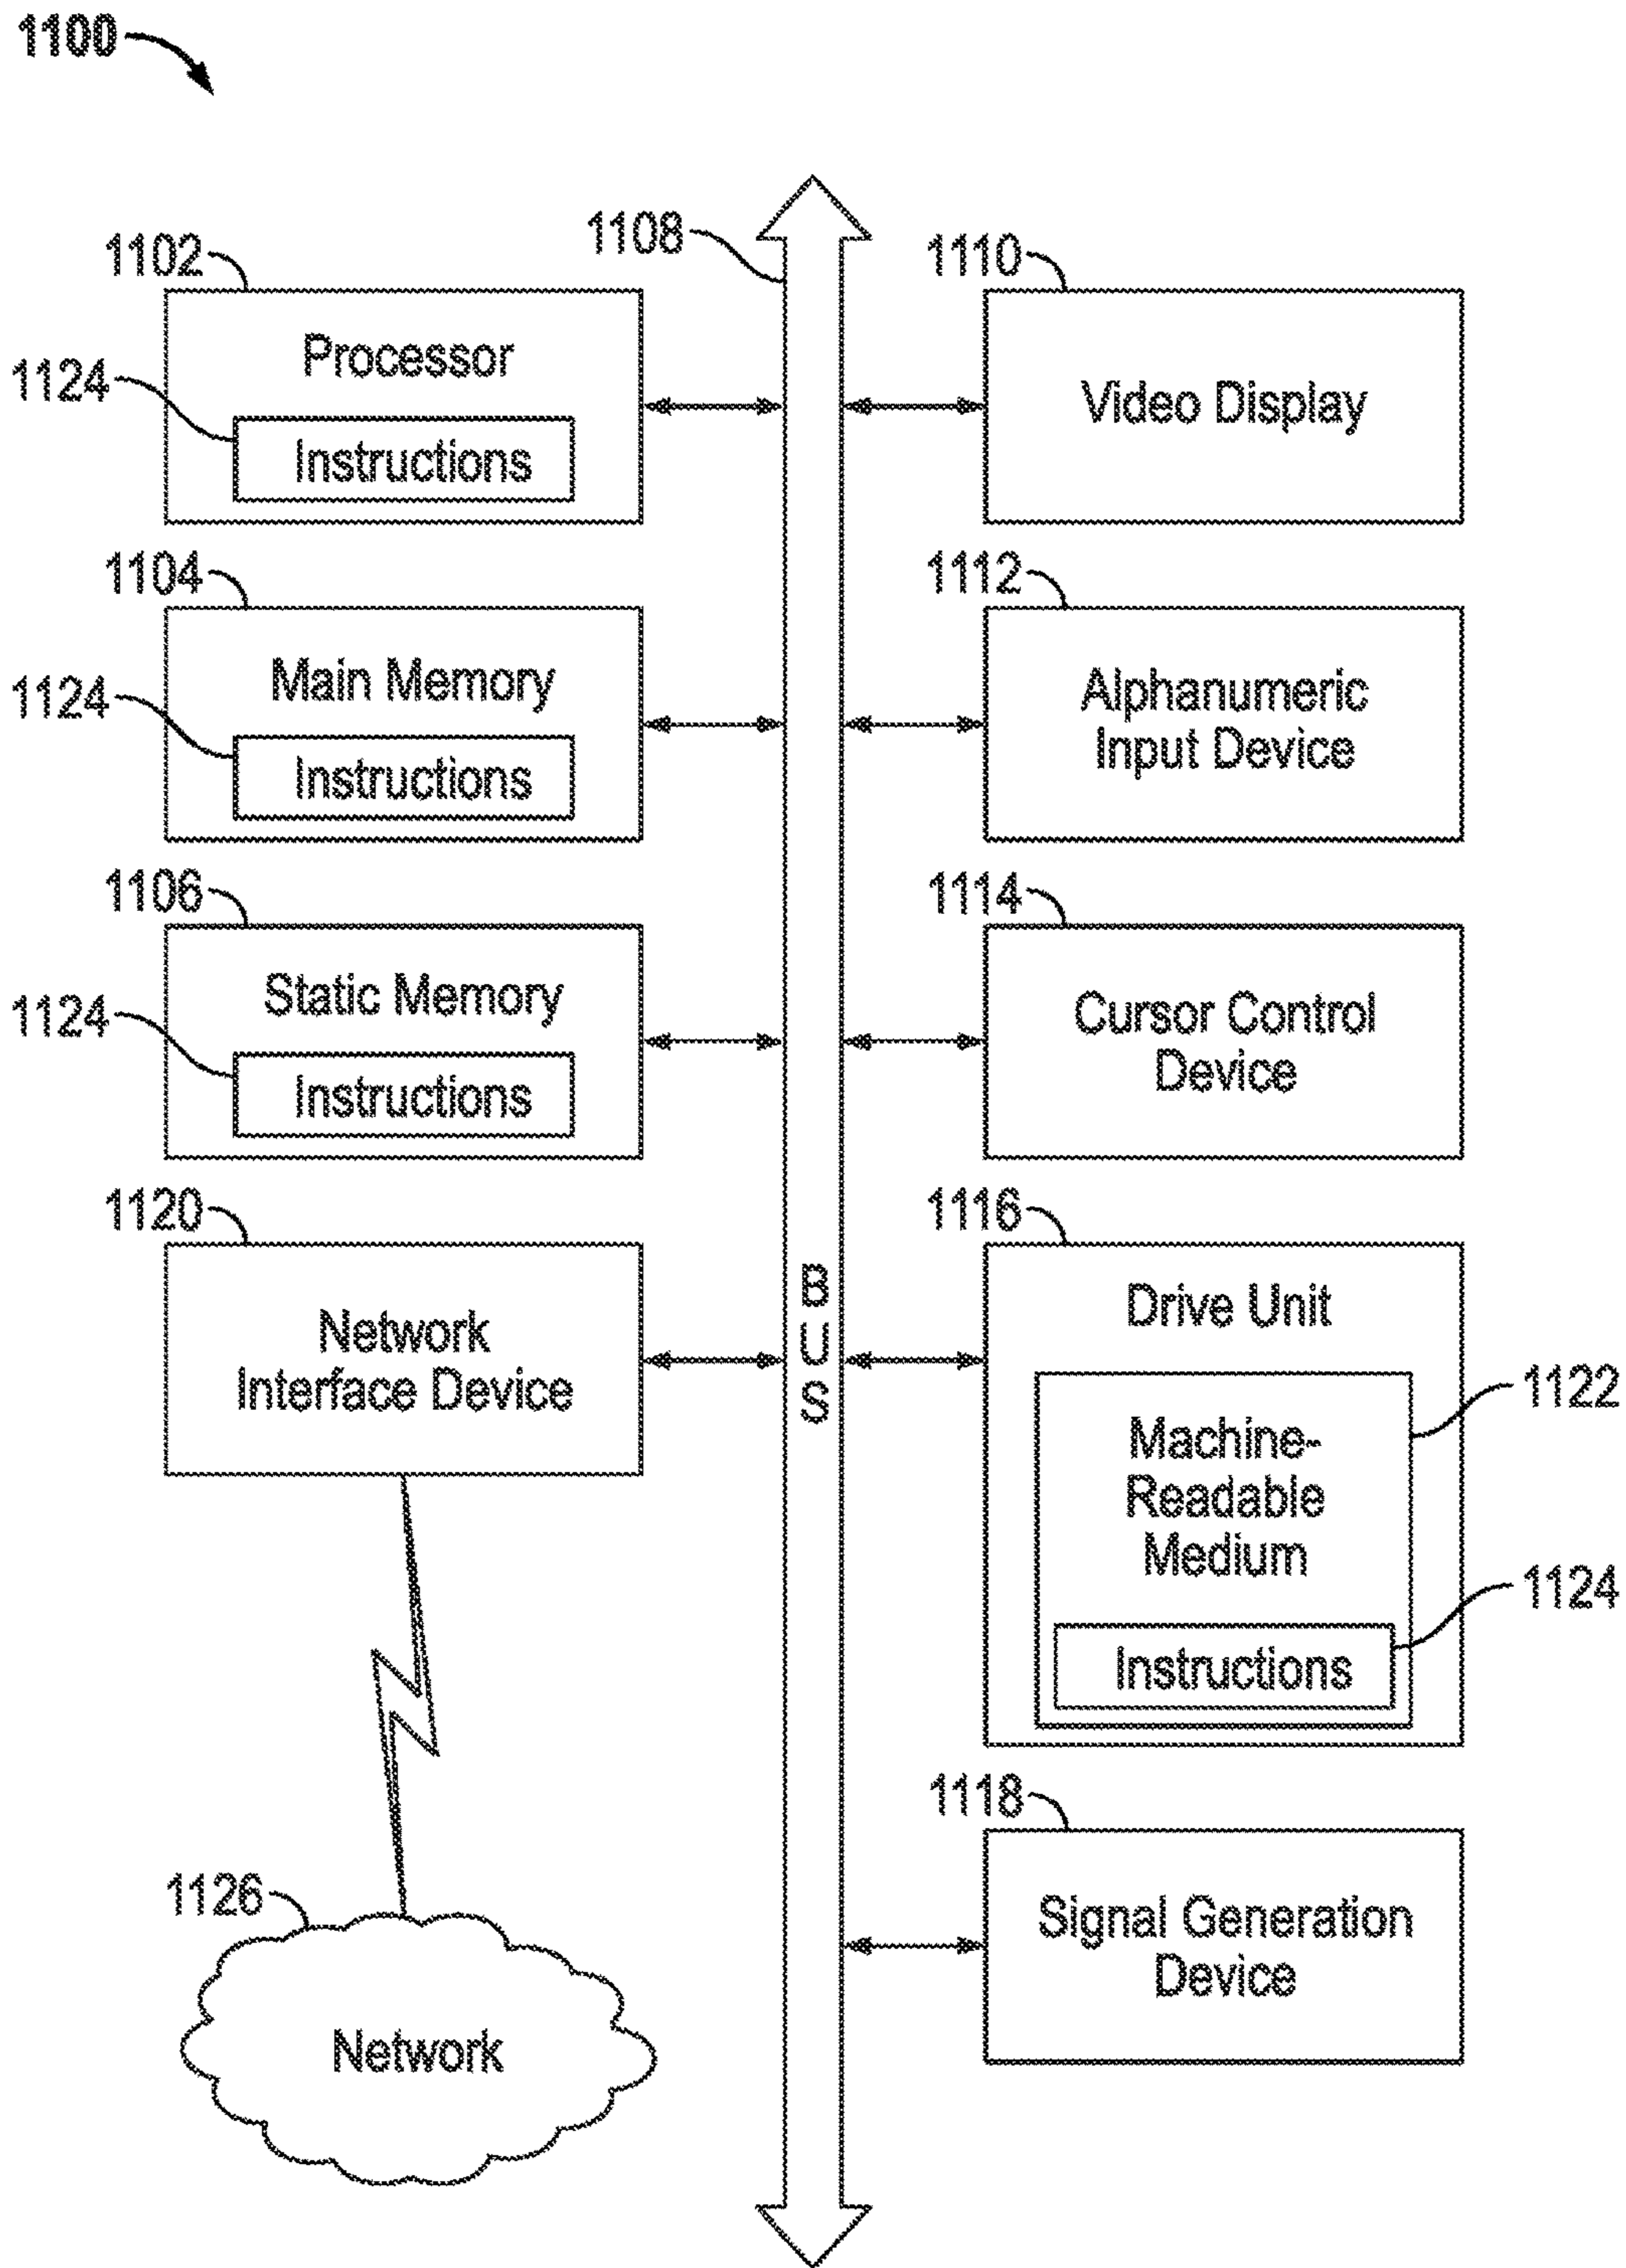 1100
1108
1102
Processor
1124
Instructions
1104
Main Memory
1124
Instructions
1106
Static Memory
1124
Instructions
1120
Network
Interface Device
1126
Network
BUS
1110
Video Display
1112
Alphanumeric
Input Device
1114
Cursor Control
Device
1116
Drive Unit
1122
Machine-
Readable
Medium
1124
Instructions
1118
Signal Generation
Device